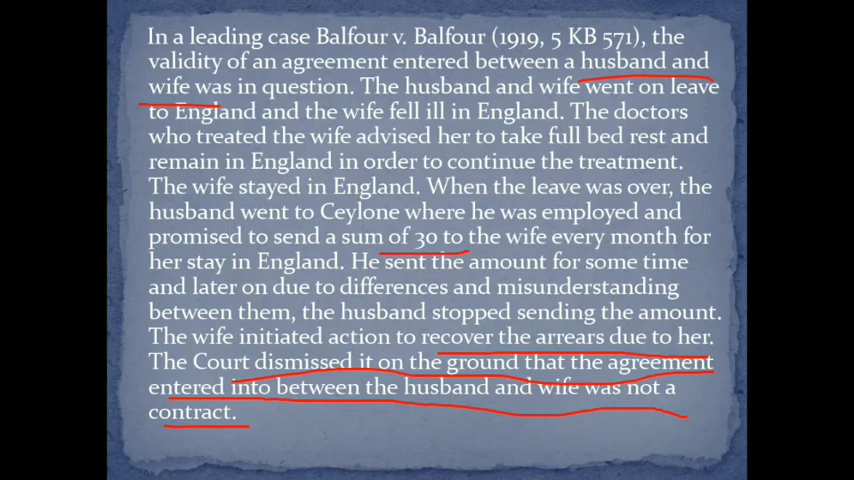 In a leading case Balfour v. Balfour (1919, 5 KB 571), the
validity of an agreement entered between a husband and
wife was in question. The husband and wife went on leave
to England and the wife fell ill in England. The doctors
who treated the wife advised her to take full bed rest and
remain in England in order to continue the treatment.
The wife stayed in England. When the leave was over, the
husband went to Ceylone where he was employed and
promised to send a sum of 30 to the wife every month for
her stay in England. He sent the amount for some time
and later on due to differences and misunderstanding
between them, the husband stopped sending the amount.
The wife initiated action to recover the arrears due to her.
The Court dismissed it on the ground that the agreement
entered into between the husband and wife was not a
contract.